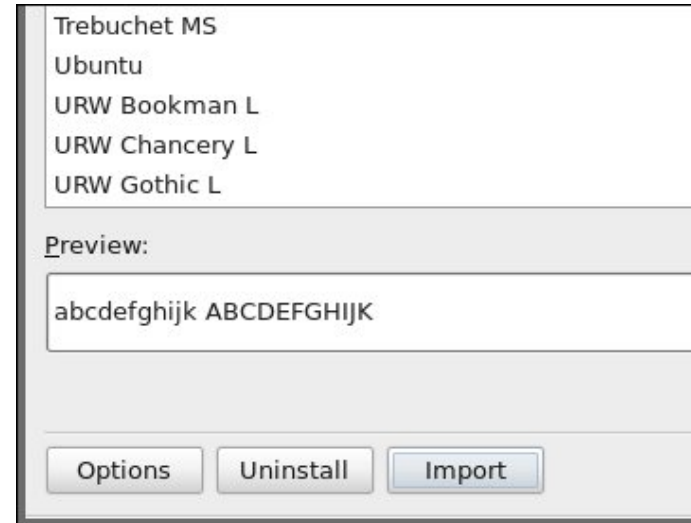 Trebuchet MS
Ubuntu
URW Bookman L
URW Chancery L
URW Gothic L
Preview:
abcdefghijk ABCDEFGHIJK
Options Uninstall Import